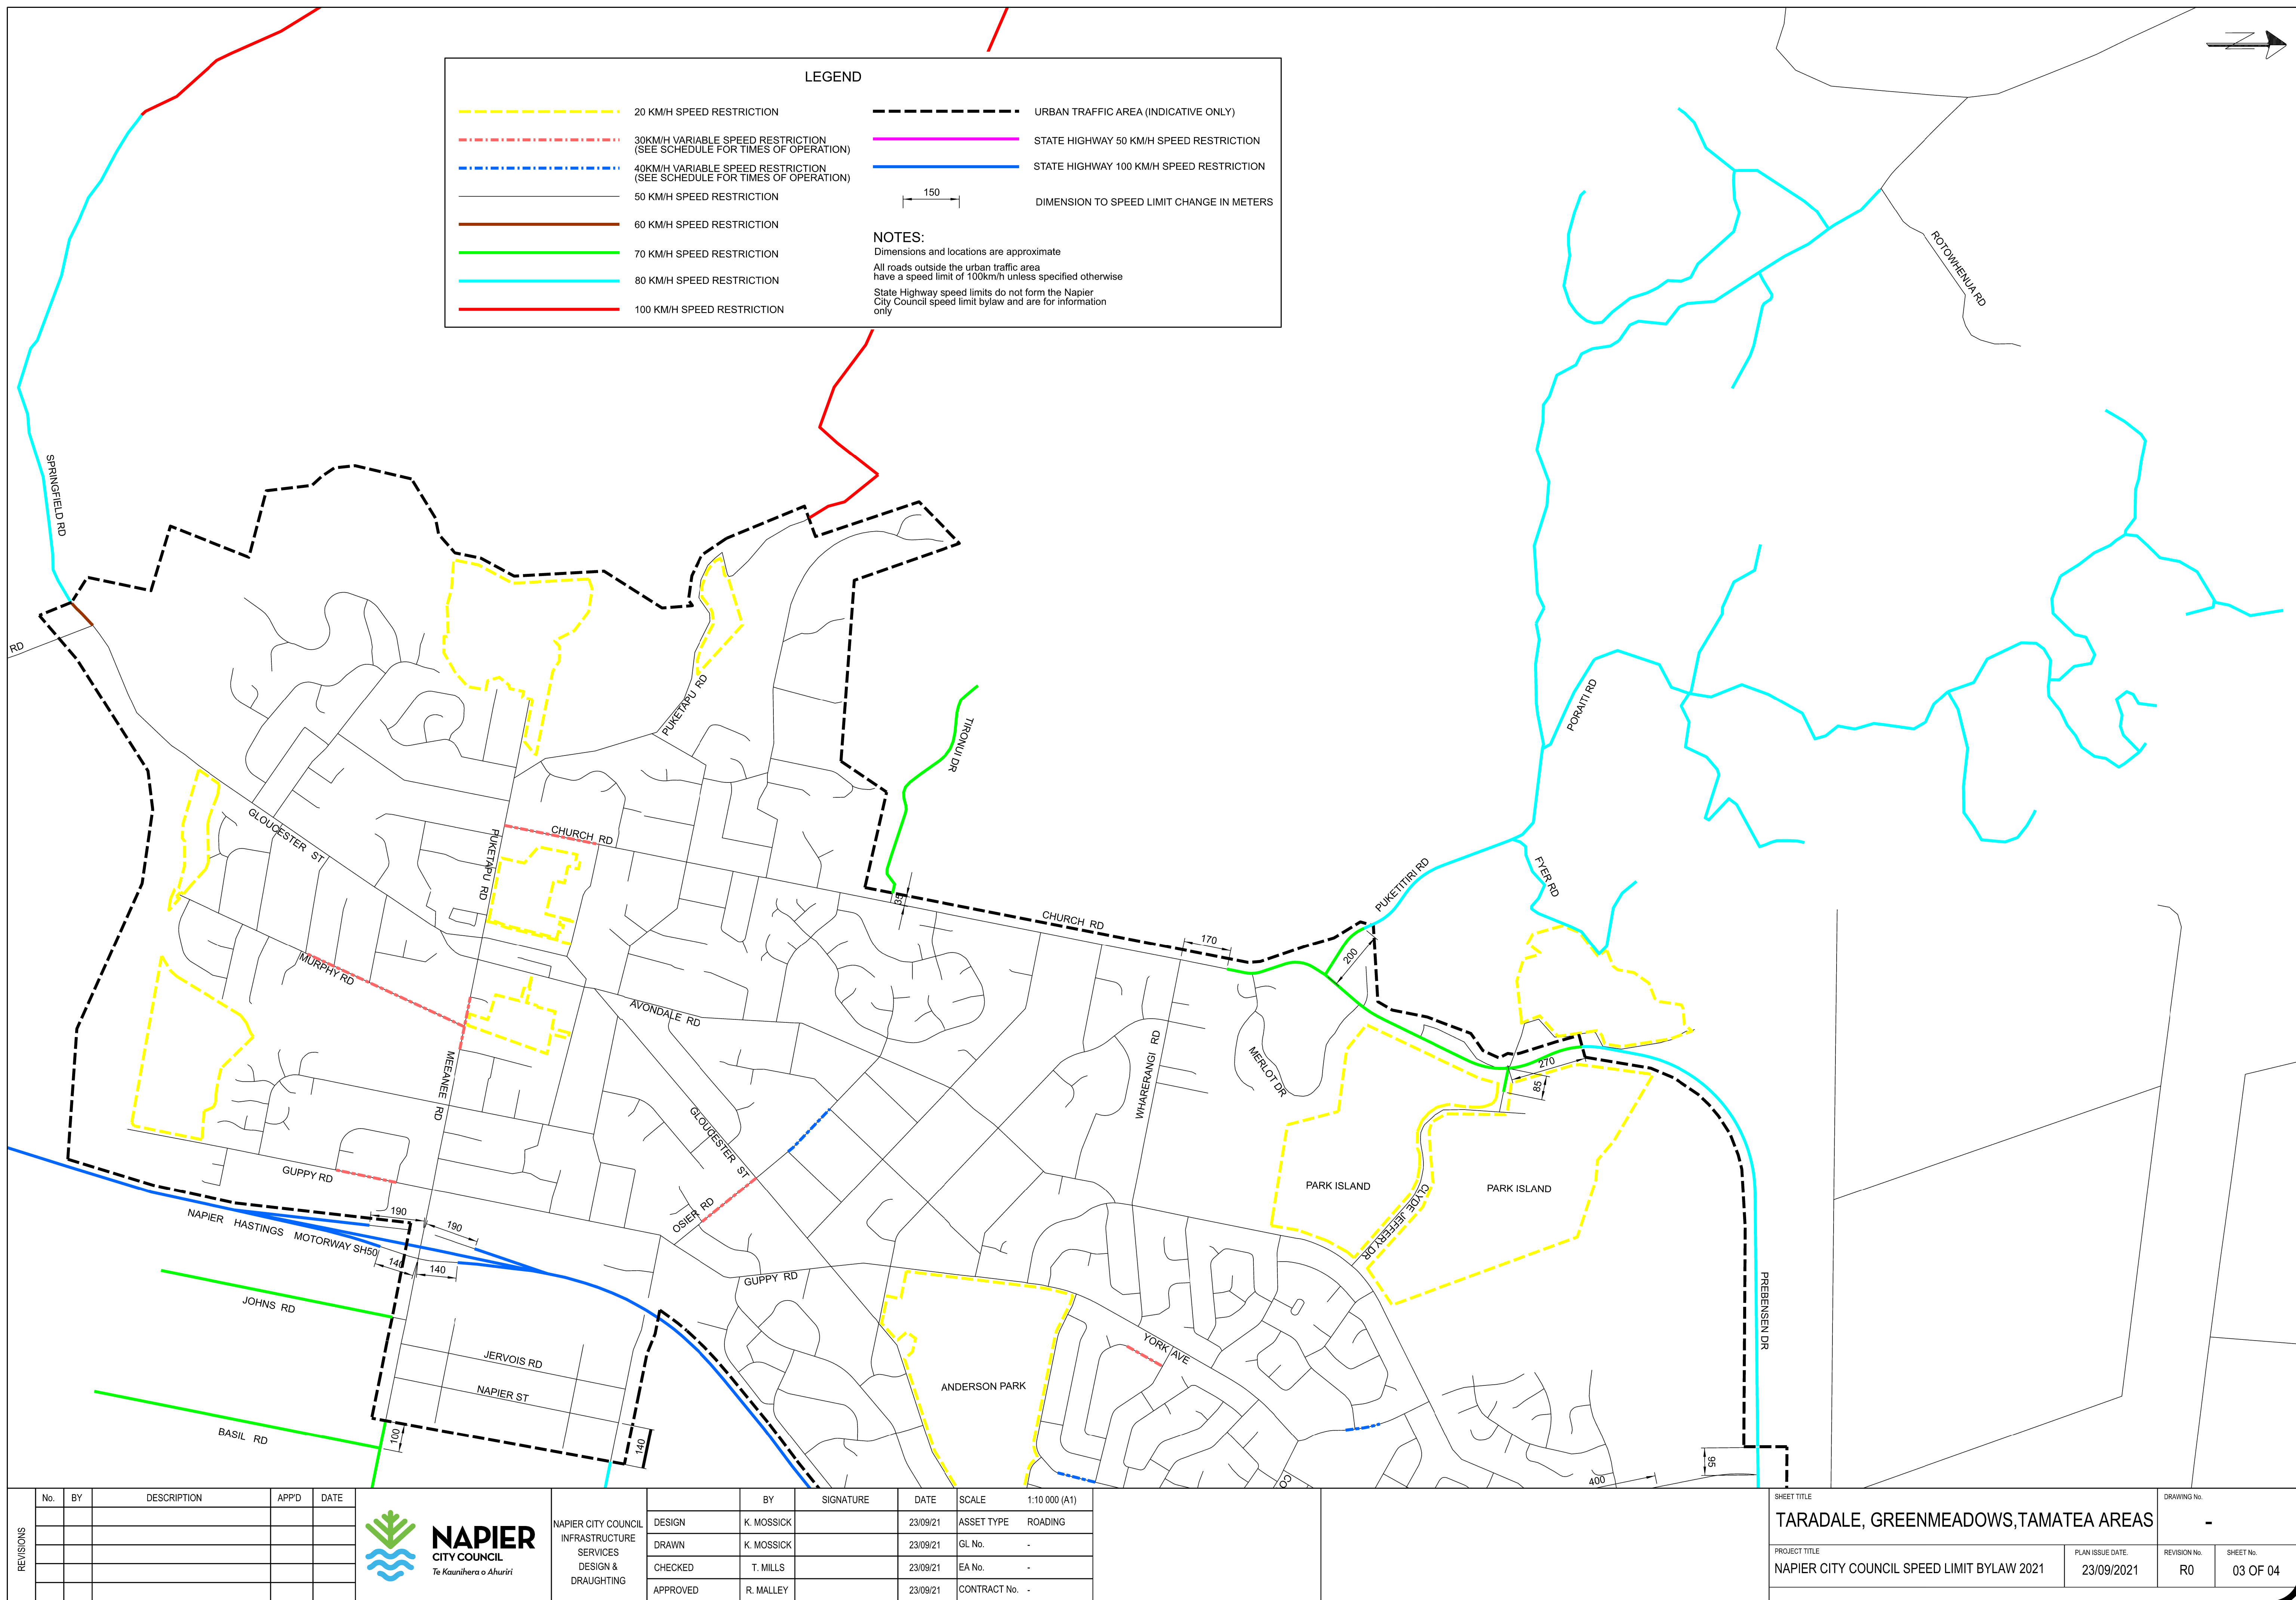 LEGEND
20 KM/H SPEED RESTRICTION
30KM/H VARIABLE SPEED RESTRICTION
(SEE SCHEDULE FOR TIMES OF OPERATION)
40KM/H VARIABLE SPEED RESTRICTION
(SEE SCHEDULE FOR TIMES OF OPERATION)
50 KM/H SPEED RESTRICTION
60 KM/H SPEED RESTRICTION
70 KM/H SPEED RESTRICTION
80 KM/H SPEED RESTRICTION
100 KM/H SPEED RESTRICTION
URBAN TRAFFIC AREA (INDICATIVE ONLY)
STATE HIGHWAY 50 KM/H SPEED RESTRICTION
STATE HIGHWAY 100 KM/H SPEED RESTRICTION
150
DIMENSION TO SPEED LIMIT CHANGE IN METERS
NOTES:
Dimensions and locations are approximate
All roads outside the urban traffic area
have a speed limit of 100km/h unless specified otherwise
State Highway speed limits do not form the Napier
City Council speed limit bylaw and are for information
only
N
ROTOWHENUA RD
SPRINGFIELD RD
RD
PUKETAPU RD
TIRONUI DR
PORAITI RD
GLOUCESTER ST
PUKETAPU RD
CHURCH RD
35
CHURCH RD
170
200
PUKETITIRI RD
FYER RD
MURPHY RD
AVONDALE RD
MEEANEE RD
WHARERANGI RD
MERLOT DR
270
85
GLOUCESTER ST
GUPPY RD
OSIER RD
PARK ISLAND
PARK ISLAND
CLYDE JEFFERY DR
NAPIER HASTINGS MOTORWAY SH50
190
190
140
140
GUPPY RD
JOHNS RD
PREBENSEN DR
JERVOIS RD
NAPIER ST
YORK AVE
ANDERSON PARK
BASIL RD
100
140
95
400
CO
REVISIONS
No. BY DESCRIPTION APP'D DATE
NAPIER
CITY COUNCIL
Te Kaunihera o Ahuriri
NAPIER CITY COUNCIL
INFRASTRUCTURE
SERVICES
DESIGN &
DRAUGHTING
BY SIGNATURE DATE
DESIGN K. MOSSICK 23/09/21
DRAWN K. MOSSICK 23/09/21
CHECKED T. MILLS 23/09/21
APPROVED R. MALLEY 23/09/21
SCALE 1:10 000 (A1)
ASSET TYPE ROADING
GL No. -
EA No. -
CONTRACT No. -
SHEET TITLE
TARADALE, GREENMEADOWS,TAMATEA AREAS
DRAWING No.
-
PROJECT TITLE
NAPIER CITY COUNCIL SPEED LIMIT BYLAW 2021
PLAN ISSUE DATE.
23/09/2021
REVISION No.
R0
SHEET No.
03 OF 04